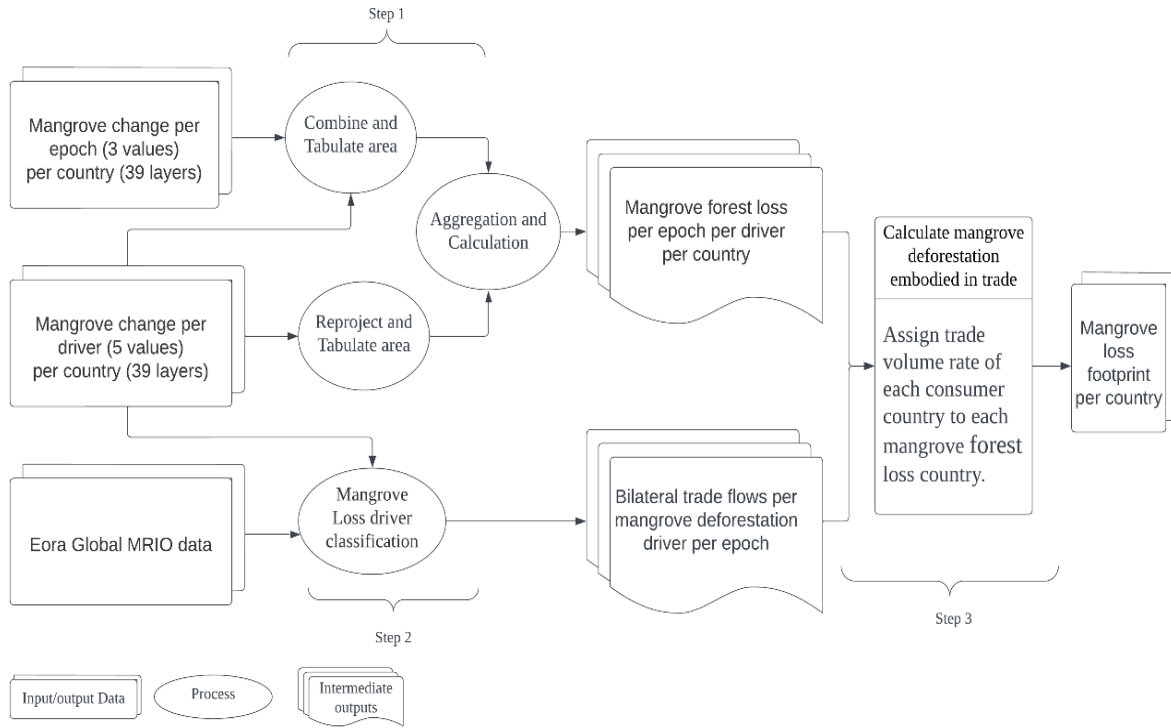 Step 1
Mangrove change per
epoch (3 values)
per country (39 layers)
Combine and
Tabulate area
Aggregation and
Calculation
Mangrove forest loss
per epoch per driver
per country
Calculate mangrove
deforestation
embodied in trade
Assign trade
volume rate of
each consumer
country to each
mangrove forest
loss country.
Mangrove
loss
footprint
per country
Mangrove change per
driver (5 values)
per country (39 layers)
Reproject and
Tabulate area
Eora Global MRIO data
Mangrove
Loss driver
classification
Bilateral trade flows per
mangrove deforestation
driver per epoch
Step 2
Step 3
Input/output Data
Process
Intermediate
outputs